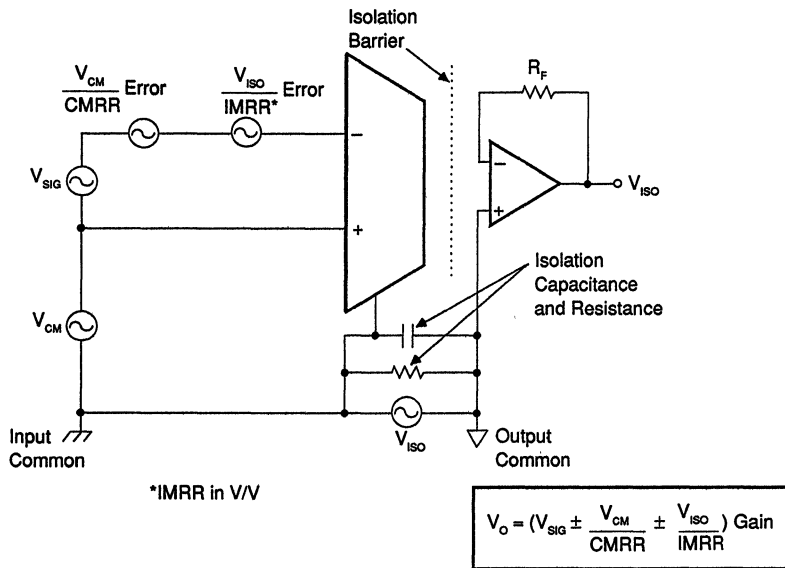 Isolation
Barrier
V_CM
CMRR
Error
V_ISO
IMRR*
Error
R_F
V_SIG
−
+
−
+
V_ISO
Isolation
Capacitance
and Resistance
V_CM
V_ISO
Input
Common
Output
Common
*IMRR in V/V
V_O = (V_SIG ± V_CM/CMRR ± V_ISO/IMRR) Gain